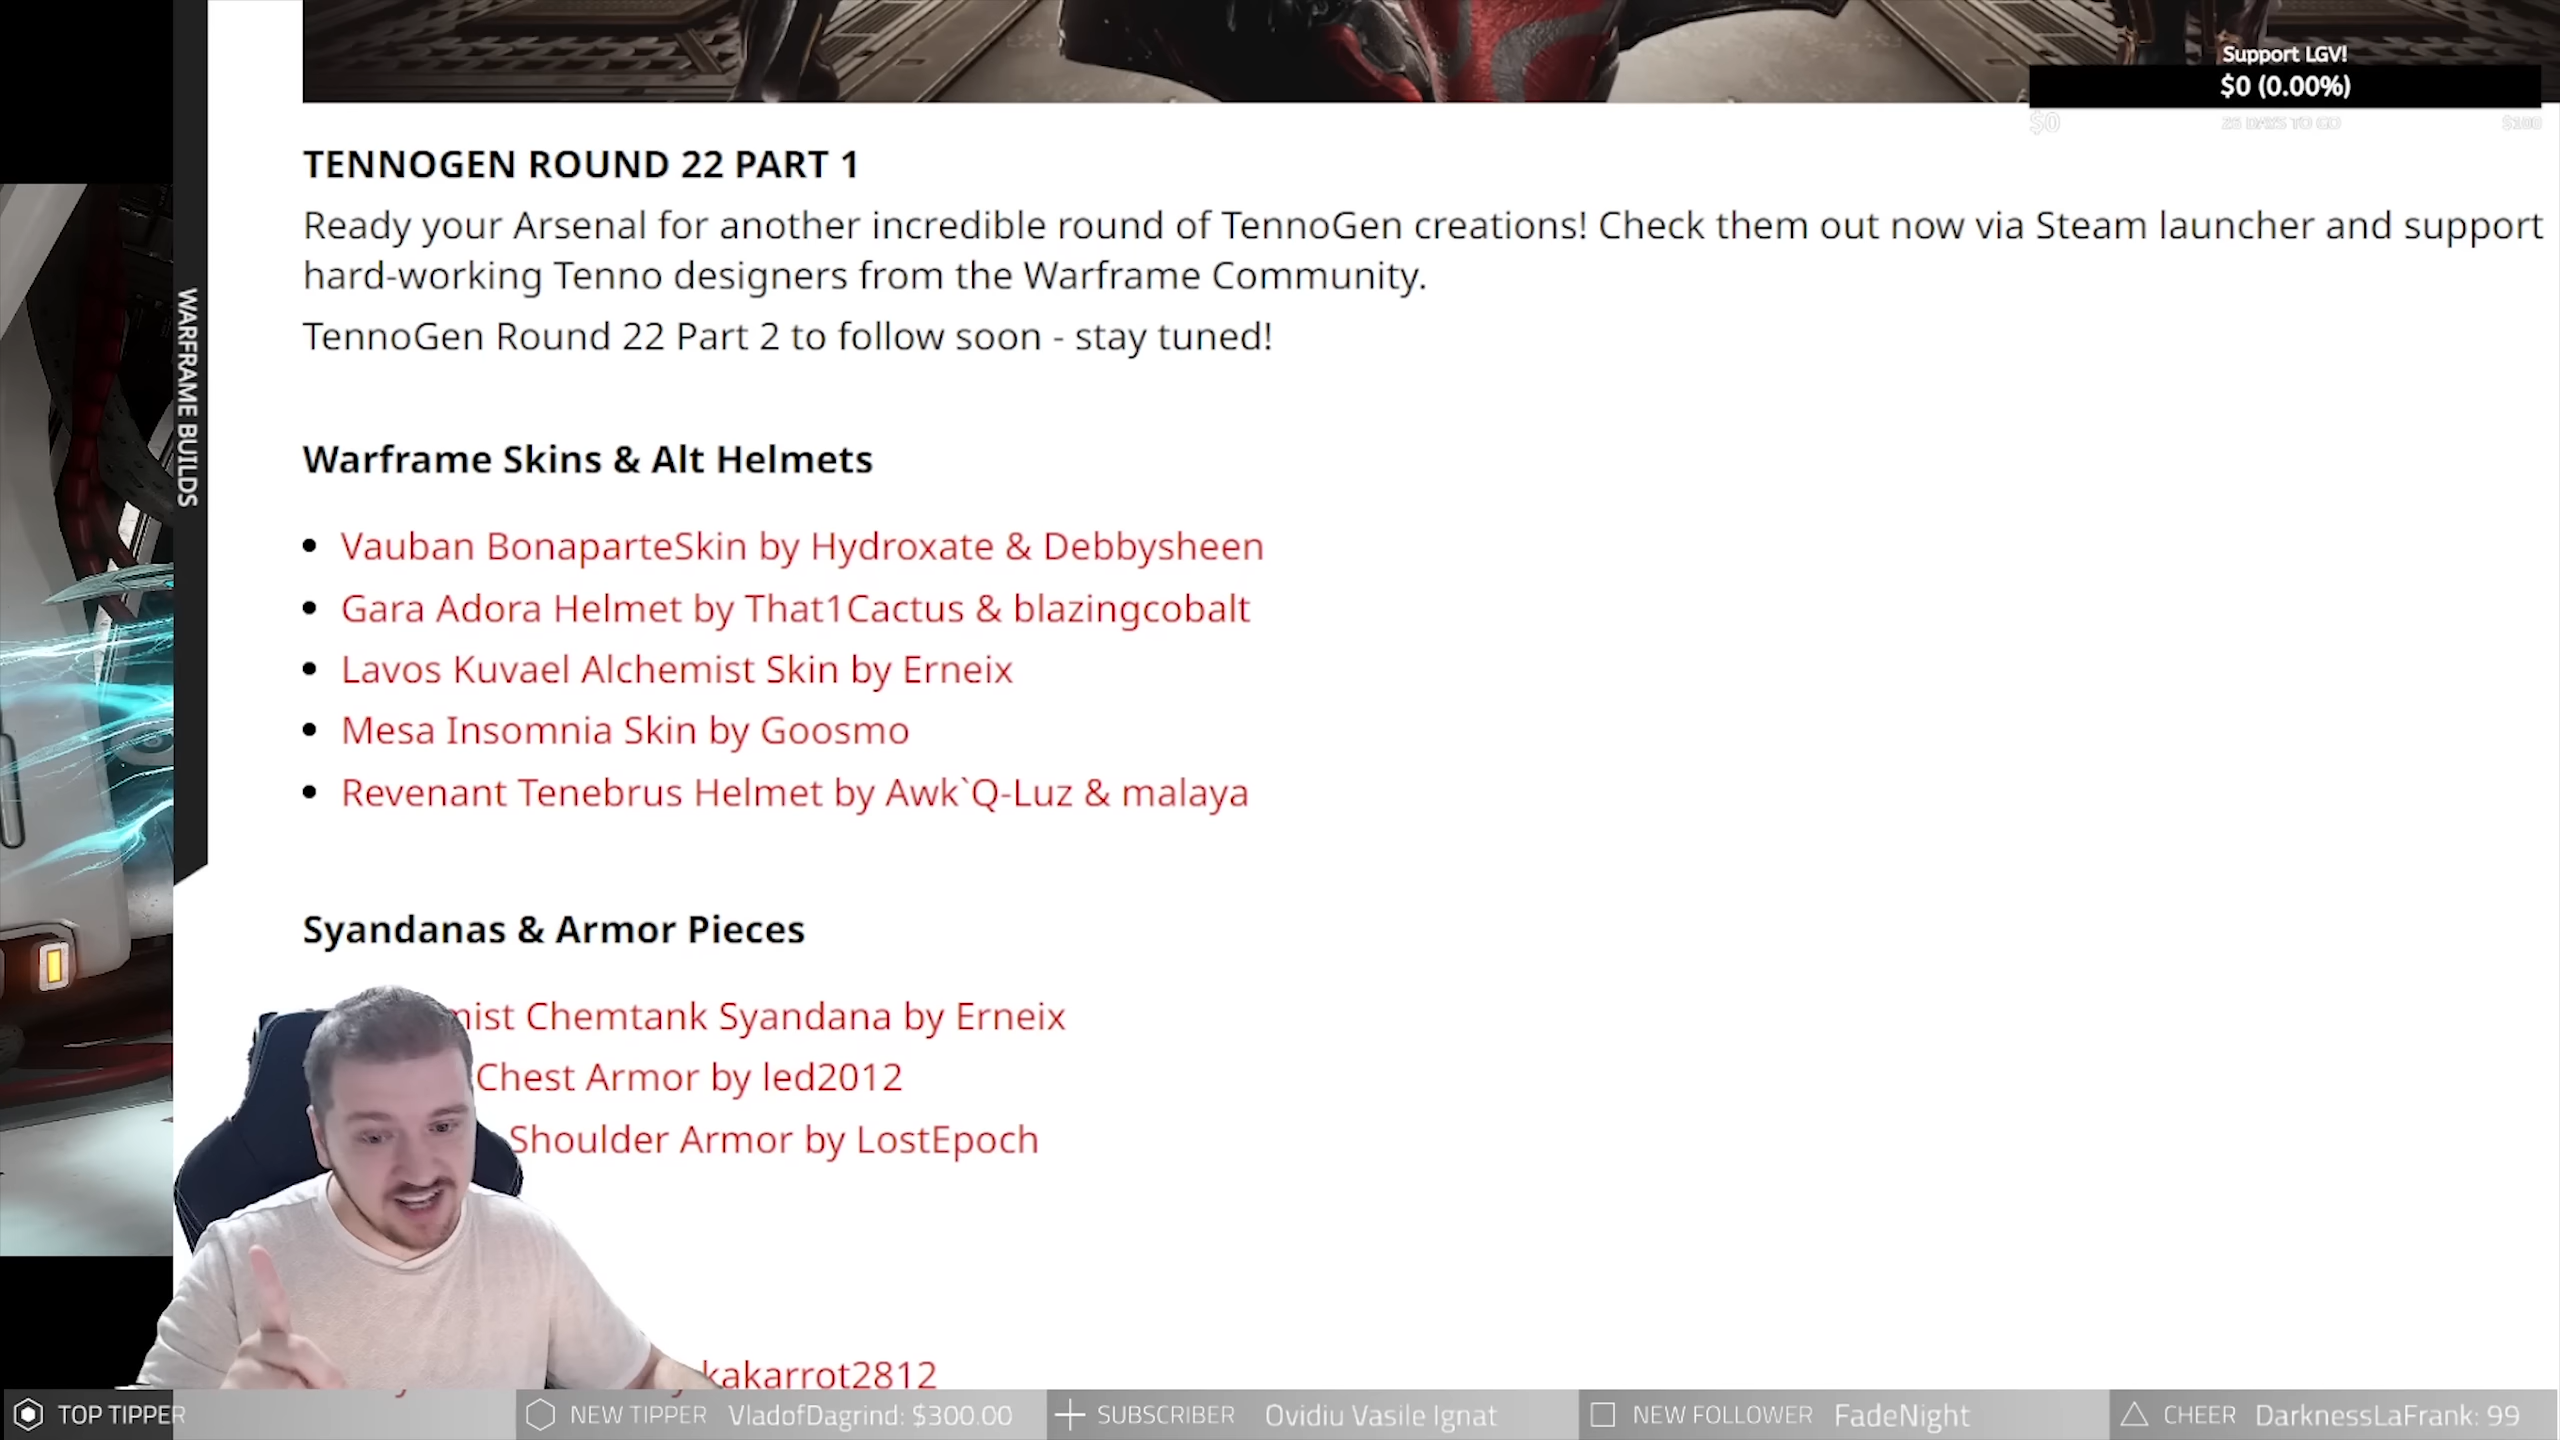 Support LGV!
$0 (0.00%)
$0 26 DAYS TO GO $100
TENNOGEN ROUND 22 PART 1
Ready your Arsenal for another incredible round of TennoGen creations! Check them out now via Steam launcher and support
hard-working Tenno designers from the Warframe Community.
TennoGen Round 22 Part 2 to follow soon - stay tuned!
WARFRAME BUILDS
Warframe Skins & Alt Helmets
• Vauban BonaparteSkin by Hydroxate & Debbysheen
• Gara Adora Helmet by That1Cactus & blazingcobalt
• Lavos Kuvael Alchemist Skin by Erneix
• Mesa Insomnia Skin by Goosmo
• Revenant Tenebrus Helmet by Awk`Q-Luz & malaya
Syandanas & Armor Pieces
mist Chemtank Syandana by Erneix
Chest Armor by led2012
Shoulder Armor by LostEpoch
kakarrot2812
TOP TIPPER NEW TIPPER VladofDagrind: $300.00 SUBSCRIBER Ovidiu Vasile Ignat NEW FOLLOWER FadeNight CHEER DarknessLaFrank: 99